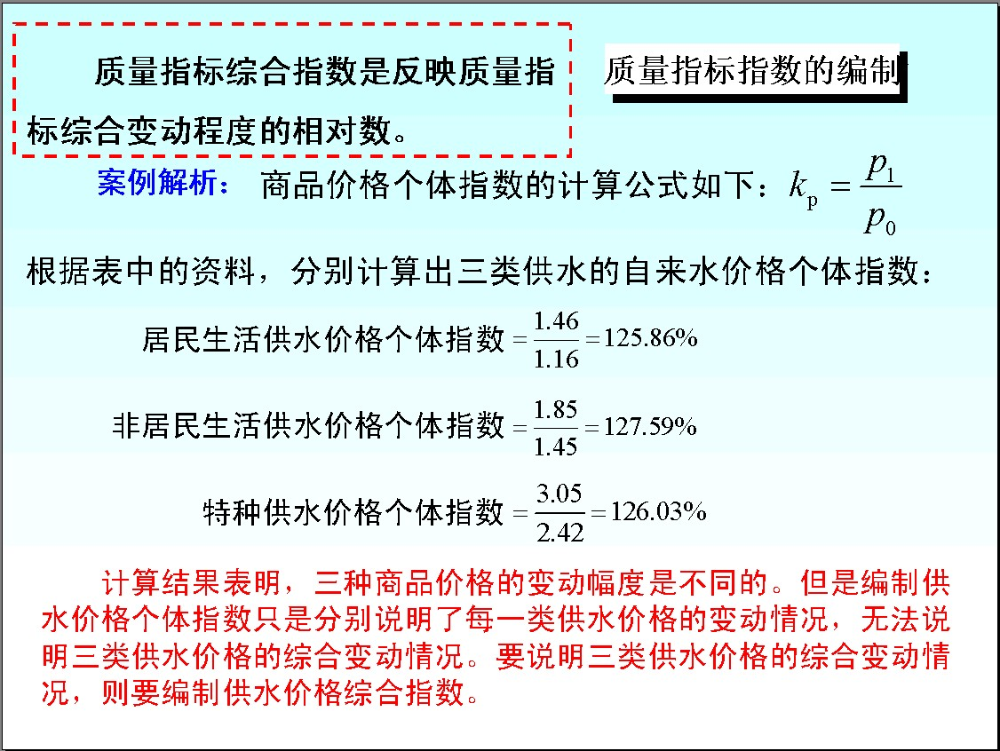 质量指标综合指数是反映质量指
标综合变动程度的相对数。
质量指标指数的编制
案例解析： 商品价格个体指数的计算公式如下：k_p = p_1/p_0
根据表中的资料，分别计算出三类供水的自来水价格个体指数：
居民生活供水价格个体指数 = 1.46/1.16 = 125.86%
非居民生活供水价格个体指数 = 1.85/1.45 = 127.59%
特种供水价格个体指数 = 3.05/2.42 = 126.03%
计算结果表明，三种商品价格的变动幅度是不同的。但是编制供
水价格个体指数只是分别说明了每一类供水价格的变动情况，无法说
明三类供水价格的综合变动情况。要说明三类供水价格的综合变动情
况，则要编制供水价格综合指数。